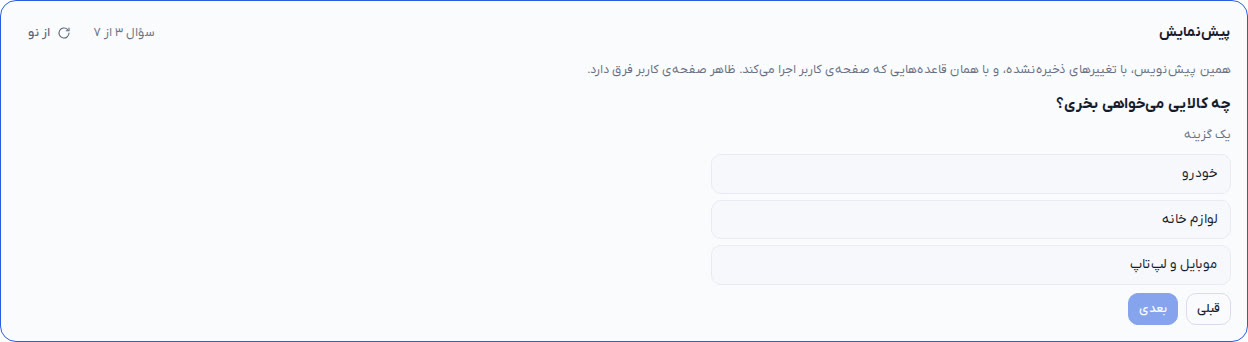 پیش‌نمایش
سؤال ۳ از ۷
از نو
همین پیش‌نویس، با تغییرهای ذخیره‌نشده، و با همان قاعده‌هایی که صفحه‌ی کاربر اجرا می‌کند. ظاهر صفحه‌ی کاربر فرق دارد.
چه کالایی می‌خواهی بخری؟
یک گزینه
خودرو
لوازم خانه
موبایل و لپ‌تاپ
قبلی
بعدی